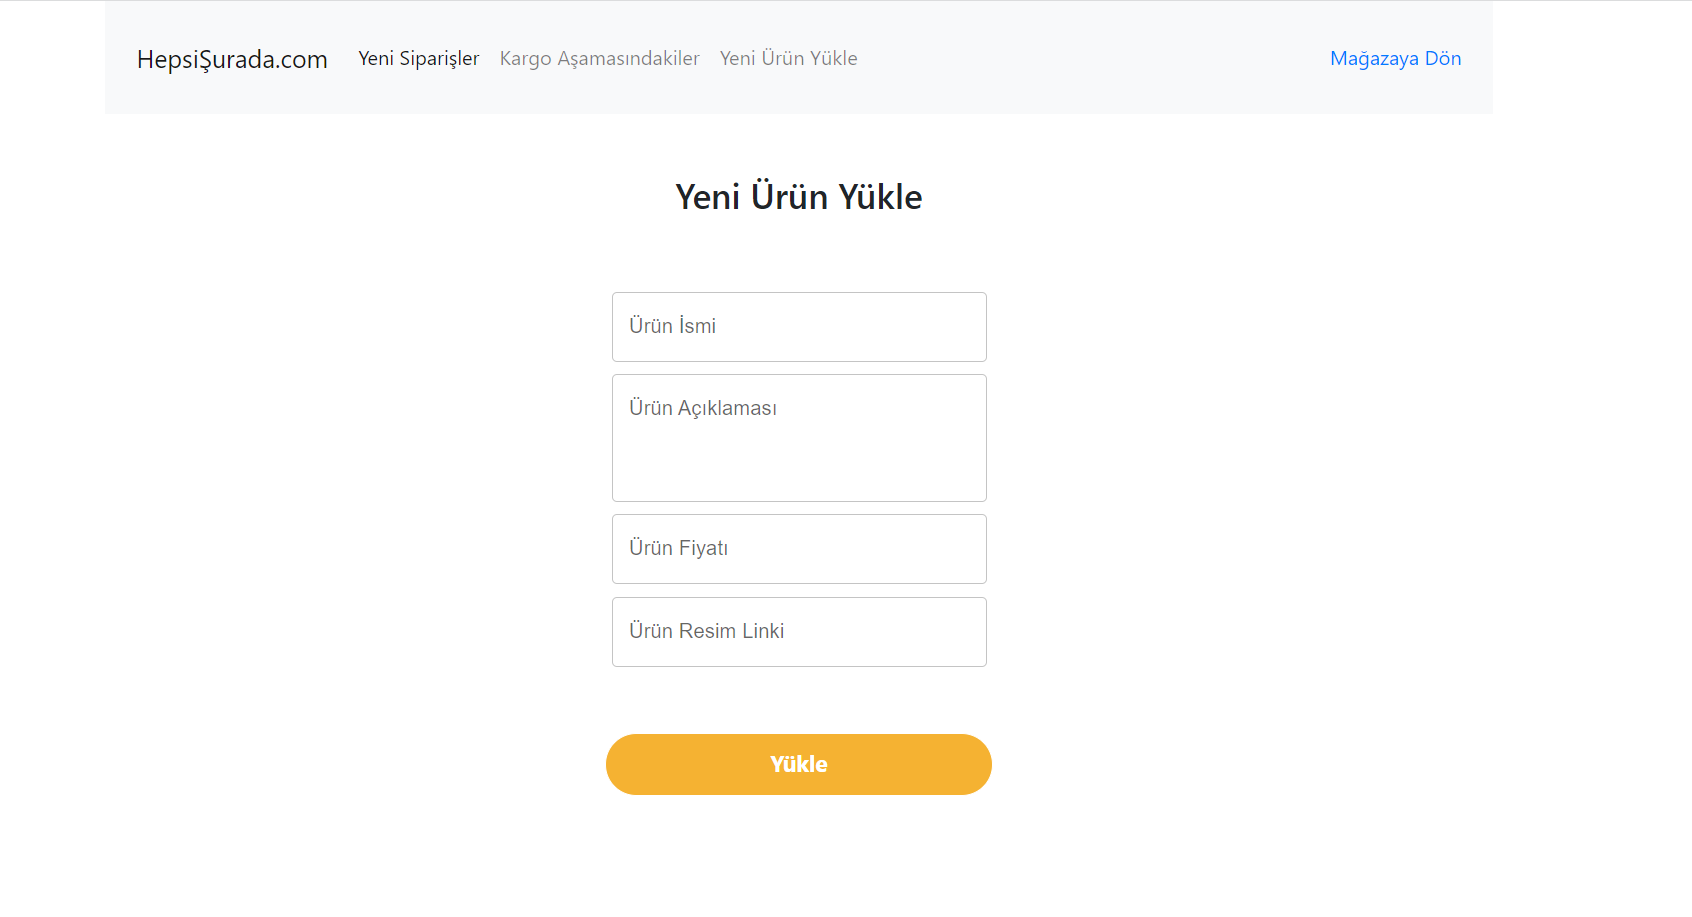 HepsiŞurada.com Yeni Siparişler Kargo Aşamasındakiler Yeni Ürün Yükle Mağazaya Dön
Yeni Ürün Yükle
Ürün İsmi
Ürün Açıklaması
Ürün Fiyatı
Ürün Resim Linki
Yükle